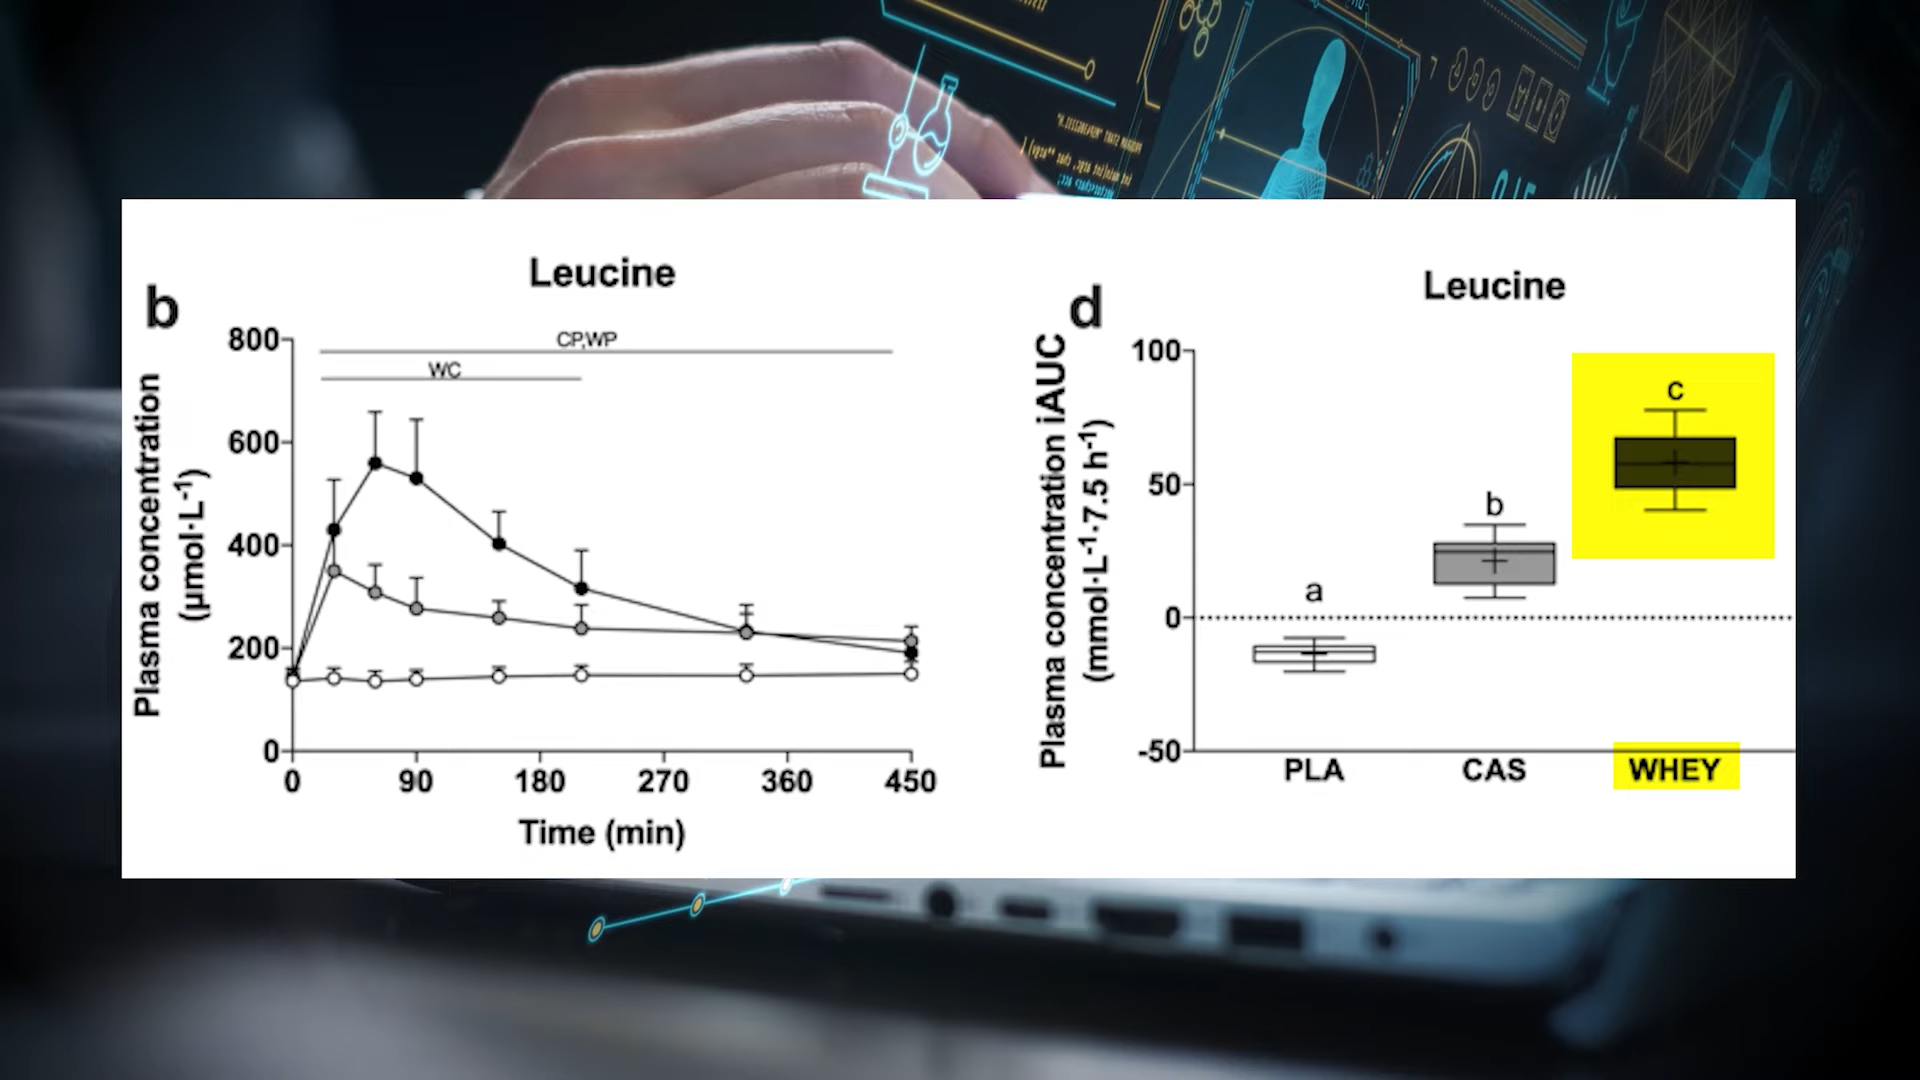 b
Leucine
Plasma concentration
(µmol·L⁻¹)
800
600
400
200
0
CP,WP
WC
0 90 180 270 360 450
Time (min)
d
Leucine
Plasma concentration iAUC
(mmol·L⁻¹·7.5 h⁻¹)
100
50
0
-50
a
b
c
PLA CAS WHEY